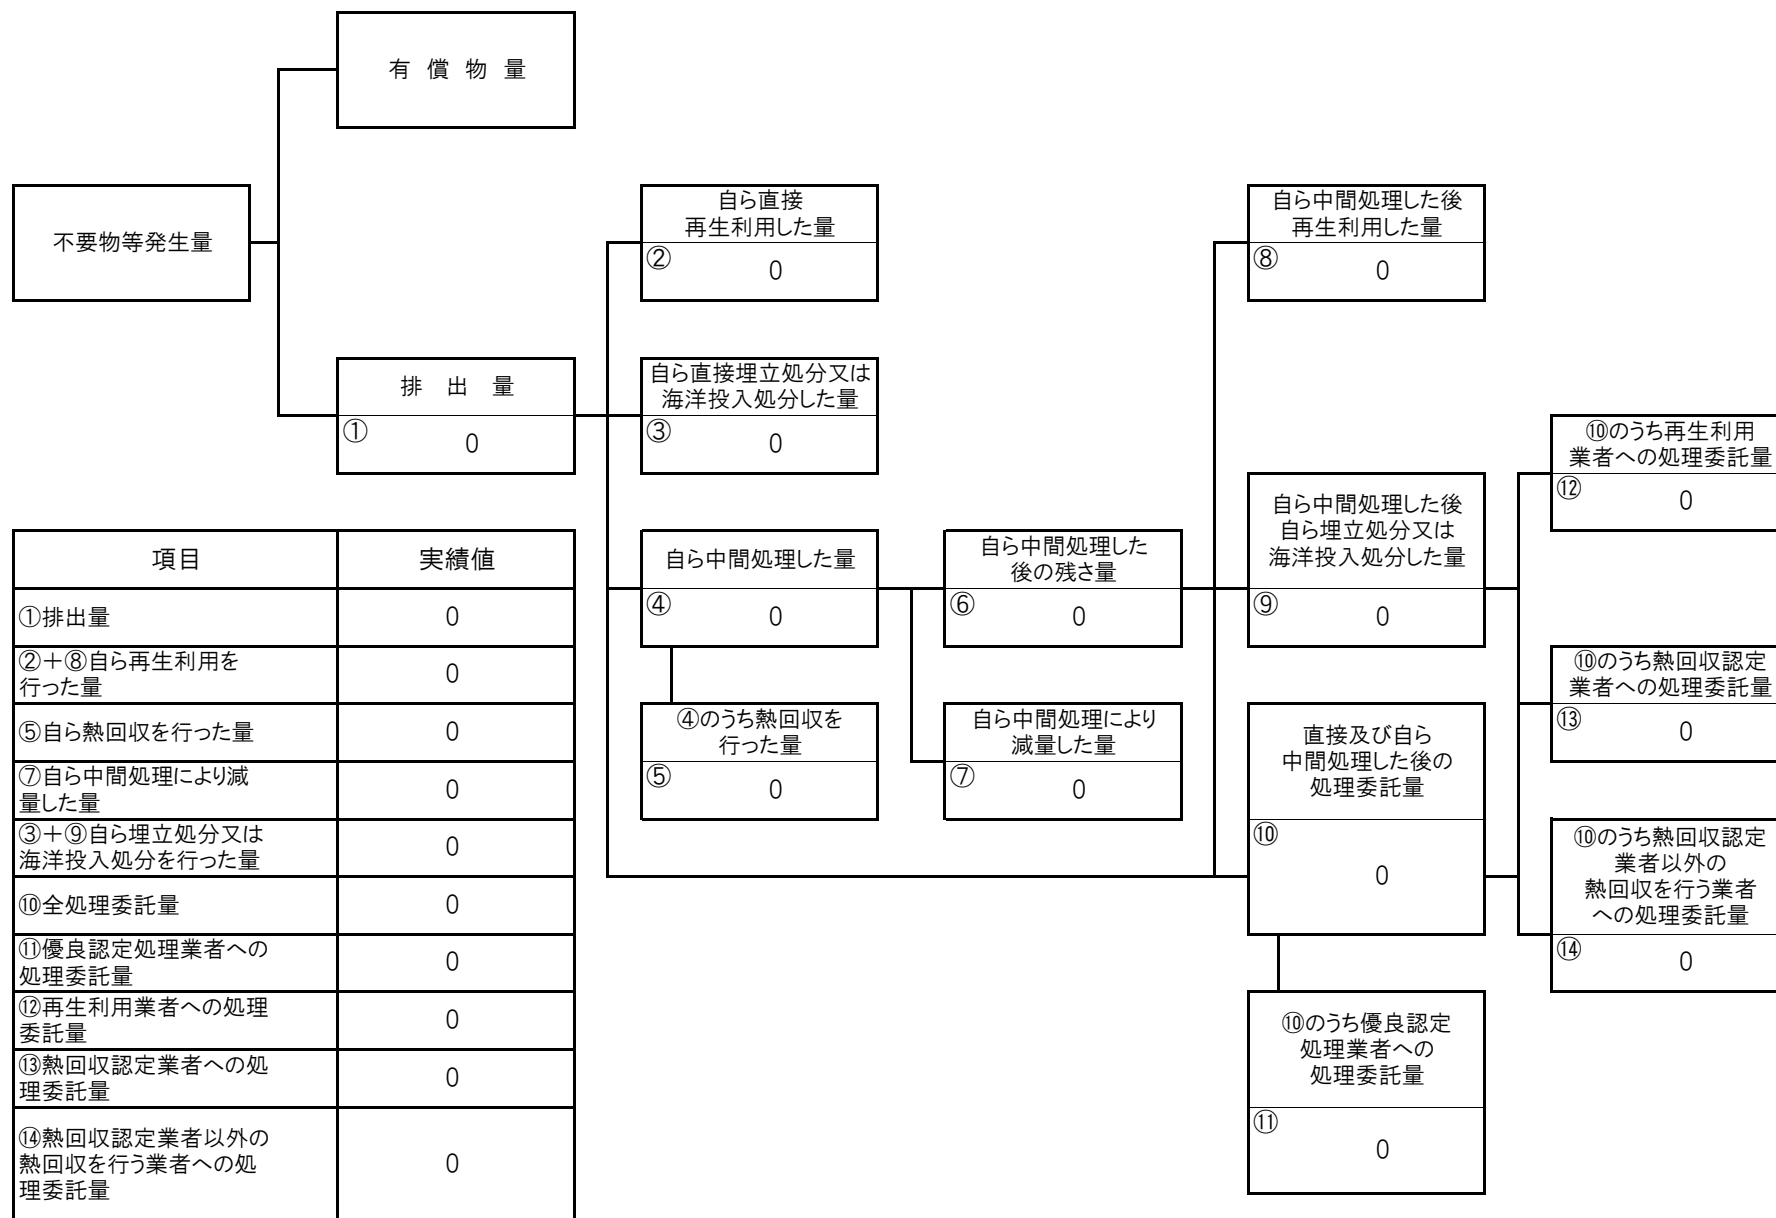 有 償 物 量
不要物等発生量
排 出 量
①
0
自ら直接
再生利用した量
②
0
自ら直接埋立処分又は
海洋投入処分した量
③
0
自ら中間処理した量
④
0
④のうち熱回収を
行った量
⑤
0
自ら中間処理した
後の残さ量
⑥
0
自ら中間処理により
減量した量
⑦
0
自ら中間処理した後
再生利用した量
⑧
0
自ら中間処理した後
自ら埋立処分又は
海洋投入処分した量
⑨
0
直接及び自ら
中間処理した後の
処理委託量
⑩
0
⑩のうち優良認定
処理業者への
処理委託量
⑪
0
⑩のうち再生利用
業者への処理委託量
⑫
0
⑩のうち熱回収認定
業者への処理委託量
⑬
0
⑩のうち熱回収認定
業者以外の
熱回収を行う業者
への処理委託量
⑭
0
項目 実績値
①排出量 0
②＋⑧自ら再生利用を
行った量
0
⑤自ら熱回収を行った量 0
⑦自ら中間処理により減
量した量
0
③＋⑨自ら埋立処分又は
海洋投入処分を行った量
0
⑩全処理委託量 0
⑪優良認定処理業者への
処理委託量
0
⑫再生利用業者への処理
委託量
0
⑬熱回収認定業者への処
理委託量
0
⑭熱回収認定業者以外の
熱回収を行う業者への処
理委託量
0